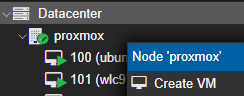 Datacenter
proxmox
100 (ubun
Node 'proxmox'
101 (wlc9
Create VM